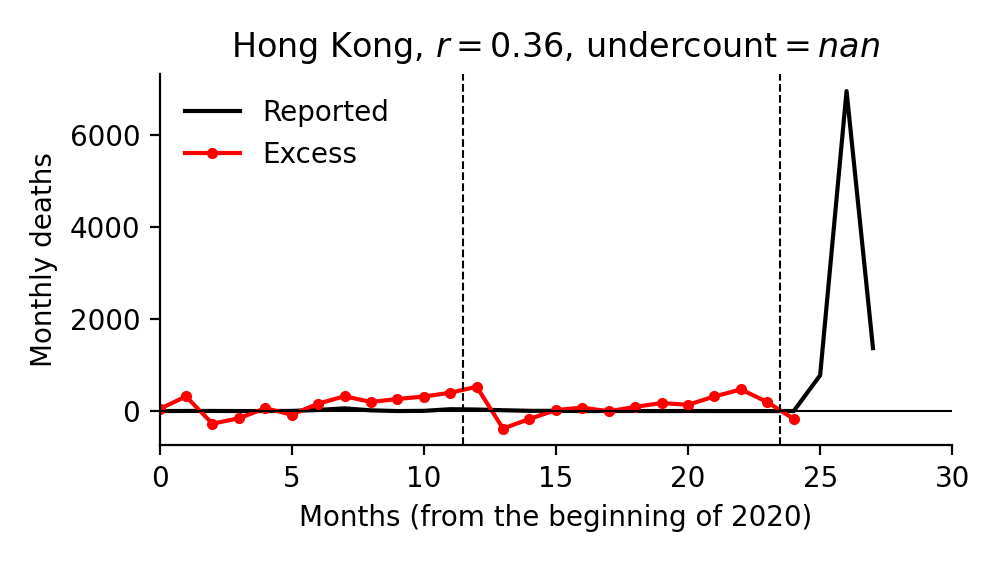 Hong Kong, r = 0.36, undercount = nan
Reported
Excess
Monthly deaths
6000
4000
2000
0
0 5 10 15 20 25 30
Months (from the beginning of 2020)